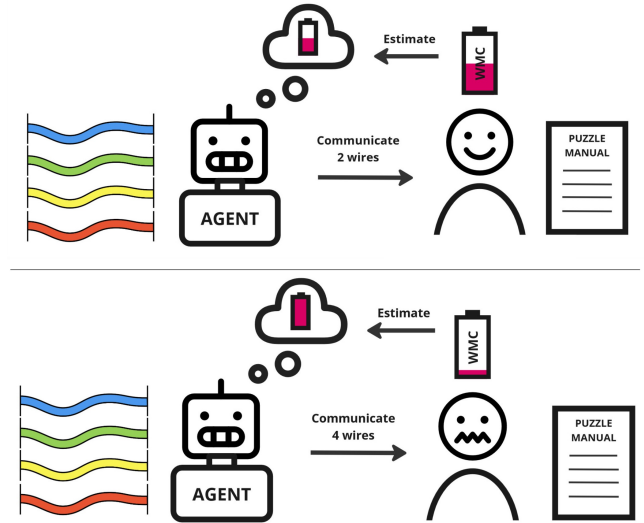 Estimate
WMC
Communicate
2 wires
PUZZLE
MANUAL
AGENT
Estimate
WMC
Communicate
4 wires
PUZZLE
MANUAL
AGENT